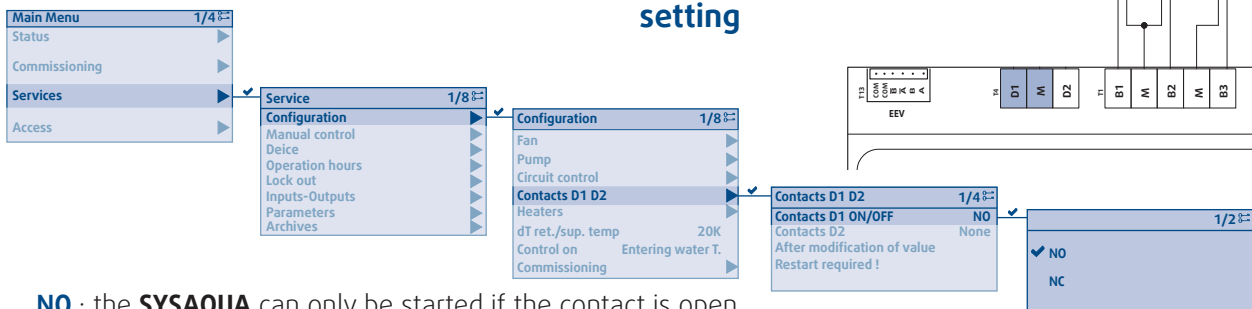 setting
Main Menu 1/4
Status
Commissioning
Services
Access
Service 1/8
Configuration
Manual control
Deice
Operation hours
Lock out
Inputs-Outputs
Parameters
Archives
Configuration 1/8
Fan
Pump
Circuit control
Contacts D1 D2
Heaters
dT ret./sup. temp 20K
Control on Entering water T.
Commissioning
Contacts D1 D2 1/4
Contacts D1 ON/OFF NO
Contacts D2 None
After modification of value
Restart required !
1/2
NO
NC
T13 COM COM B A B A
EEV
T4 D1 M D2
T1 B1 M B2 M B3
NO : the SYSAQUA can only be started if the contact is open